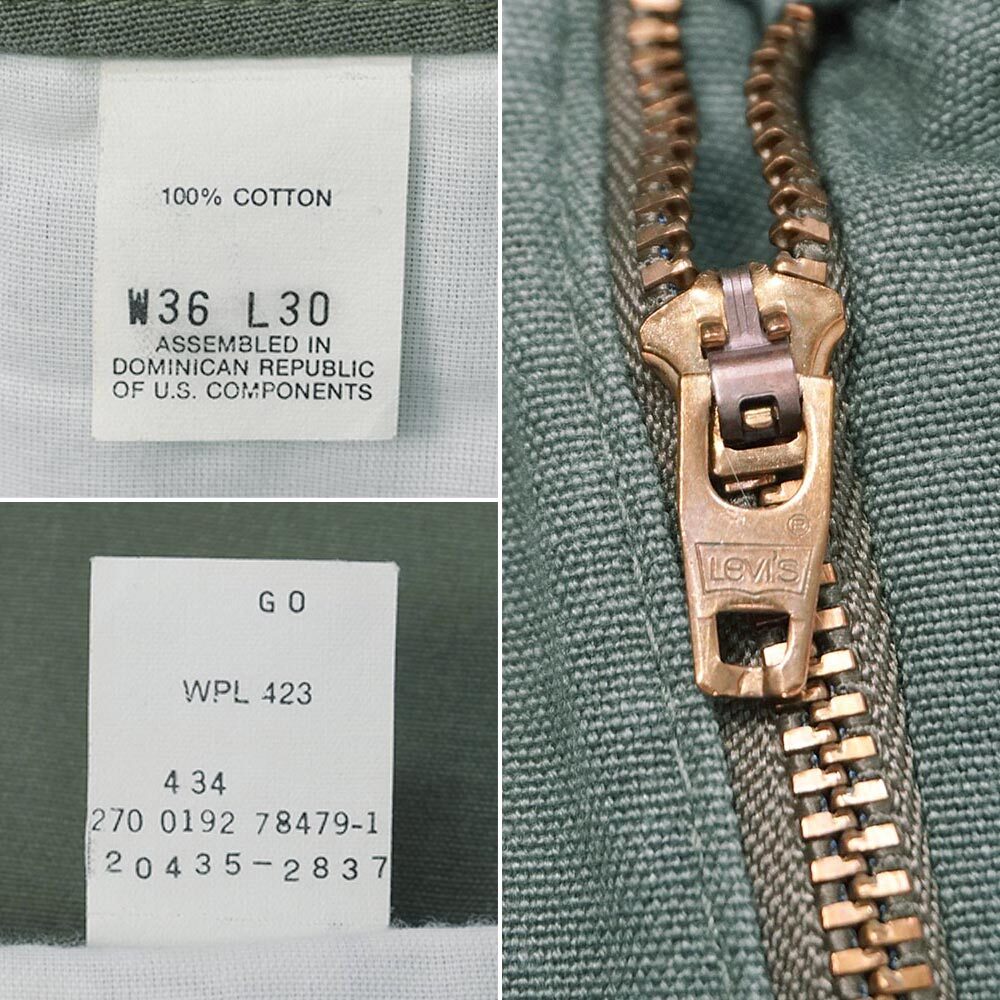 100% COTTON
W36 L30
ASSEMBLED IN
DOMINICAN REPUBLIC
OF U.S. COMPONENTS
GO
WPL 423
434
270 0192 78479-1
20435-2837
®
Levi's